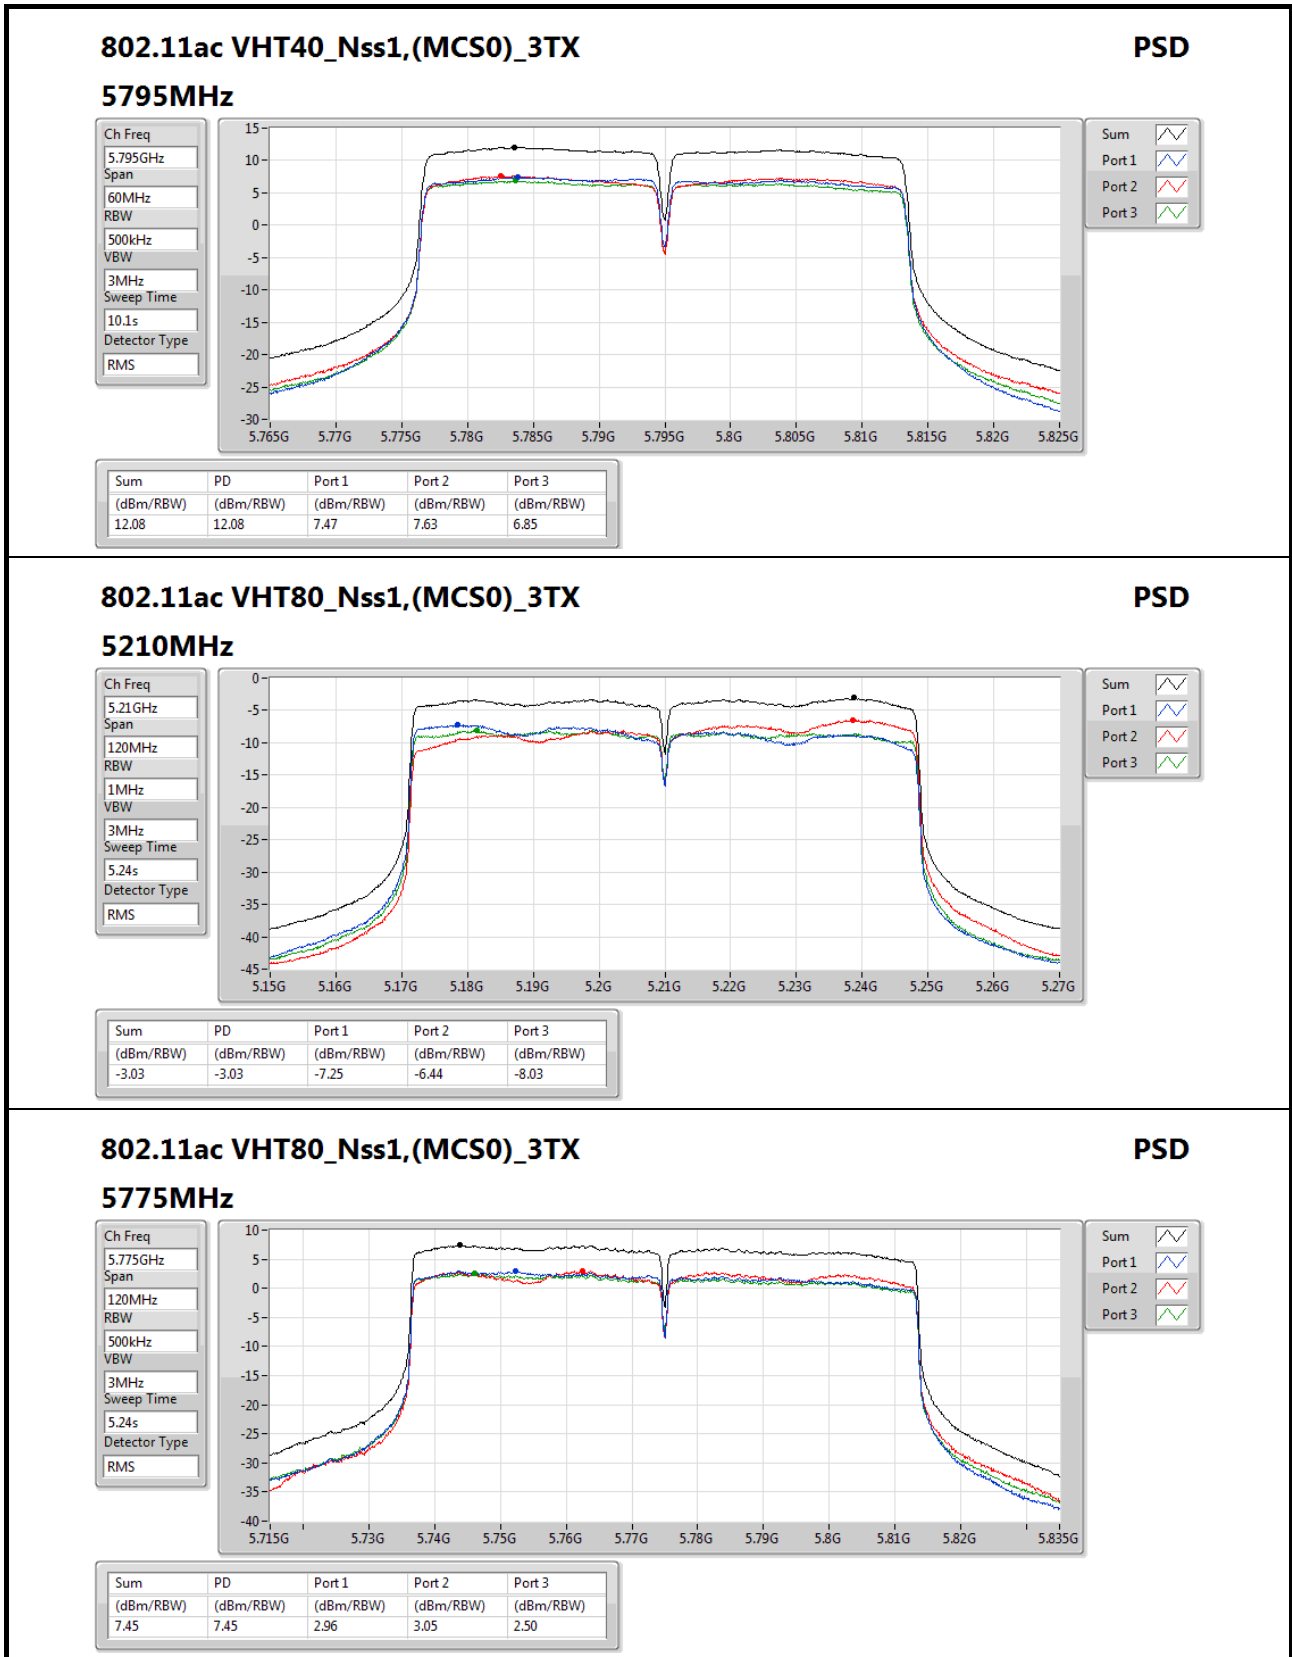 802.11ac VHT40_Nss1,(MCS0)_3TX PSD
5795MHz
Ch Freq
5.795GHz
Span
60MHz
RBW
500kHz
VBW
3MHz
Sweep Time
10.1s
Detector Type
RMS
15
10
5
0
-5
-10
-15
-20
-25
-30
5.765G 5.77G 5.775G 5.78G 5.785G 5.79G 5.795G 5.8G 5.805G 5.81G 5.815G 5.82G 5.825G
Sum
Port 1
Port 2
Port 3
Sum PD Port 1 Port 2 Port 3
(dBm/RBW) (dBm/RBW) (dBm/RBW) (dBm/RBW) (dBm/RBW)
12.08 12.08 7.47 7.63 6.85
802.11ac VHT80_Nss1,(MCS0)_3TX PSD
5210MHz
Ch Freq
5.21GHz
Span
120MHz
RBW
1MHz
VBW
3MHz
Sweep Time
5.24s
Detector Type
RMS
0
-5
-10
-15
-20
-25
-30
-35
-40
-45
5.15G 5.16G 5.17G 5.18G 5.19G 5.2G 5.21G 5.22G 5.23G 5.24G 5.25G 5.26G 5.27G
Sum
Port 1
Port 2
Port 3
Sum PD Port 1 Port 2 Port 3
(dBm/RBW) (dBm/RBW) (dBm/RBW) (dBm/RBW) (dBm/RBW)
-3.03 -3.03 -7.25 -6.44 -8.03
802.11ac VHT80_Nss1,(MCS0)_3TX PSD
5775MHz
Ch Freq
5.775GHz
Span
120MHz
RBW
500kHz
VBW
3MHz
Sweep Time
5.24s
Detector Type
RMS
10
5
0
-5
-10
-15
-20
-25
-30
-35
-40
5.715G 5.73G 5.74G 5.75G 5.76G 5.77G 5.78G 5.79G 5.8G 5.81G 5.82G 5.835G
Sum
Port 1
Port 2
Port 3
Sum PD Port 1 Port 2 Port 3
(dBm/RBW) (dBm/RBW) (dBm/RBW) (dBm/RBW) (dBm/RBW)
7.45 7.45 2.96 3.05 2.50